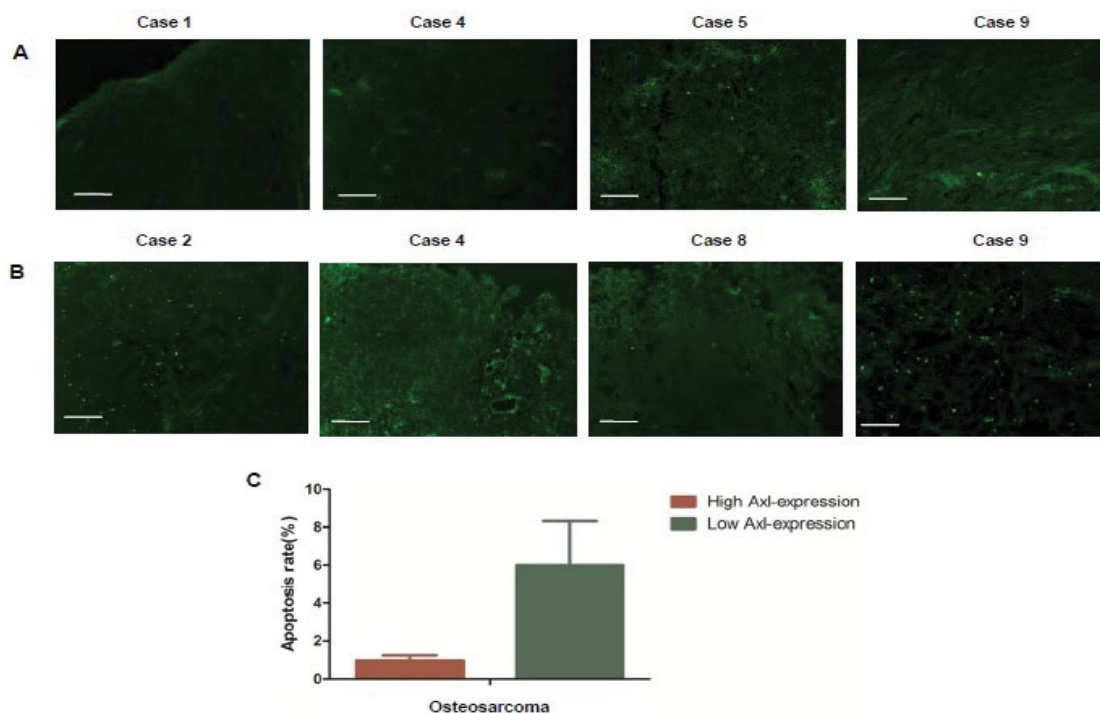 Case 1 Case 4 Case 5 Case 9
A
Case 2 Case 4 Case 8 Case 9
B
C
10
8
6
4
2
0
Apoptosis rate(%)
High Axl-expression
Low Axl-expression
Osteosarcoma